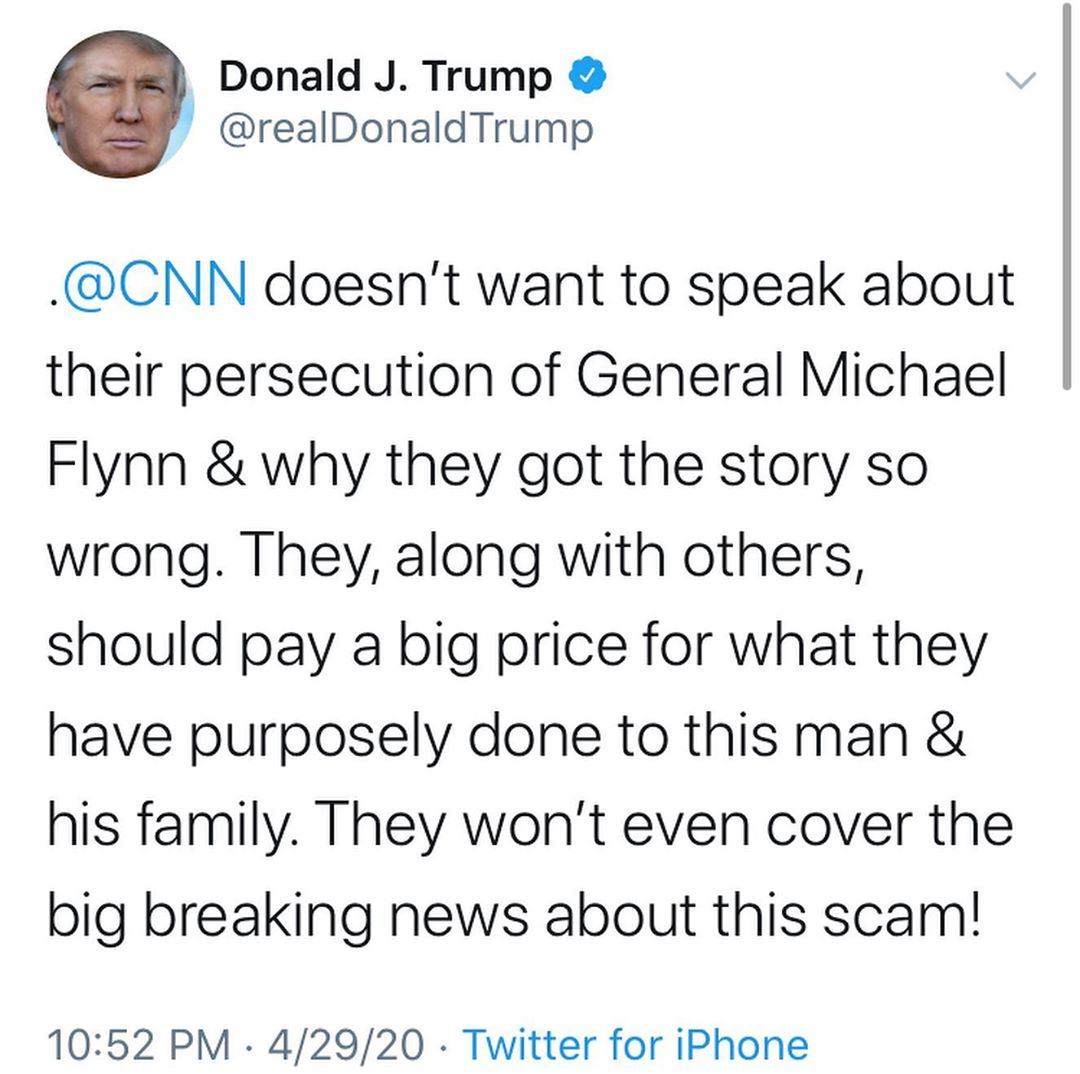 Donald J. Trump
@realDonaldTrump
.@CNN doesn’t want to speak about
their persecution of General Michael
Flynn & why they got the story so
wrong. They, along with others,
should pay a big price for what they
have purposely done to this man &
his family. They won’t even cover the
big breaking news about this scam!
10:52 PM · 4/29/20 · Twitter for iPhone